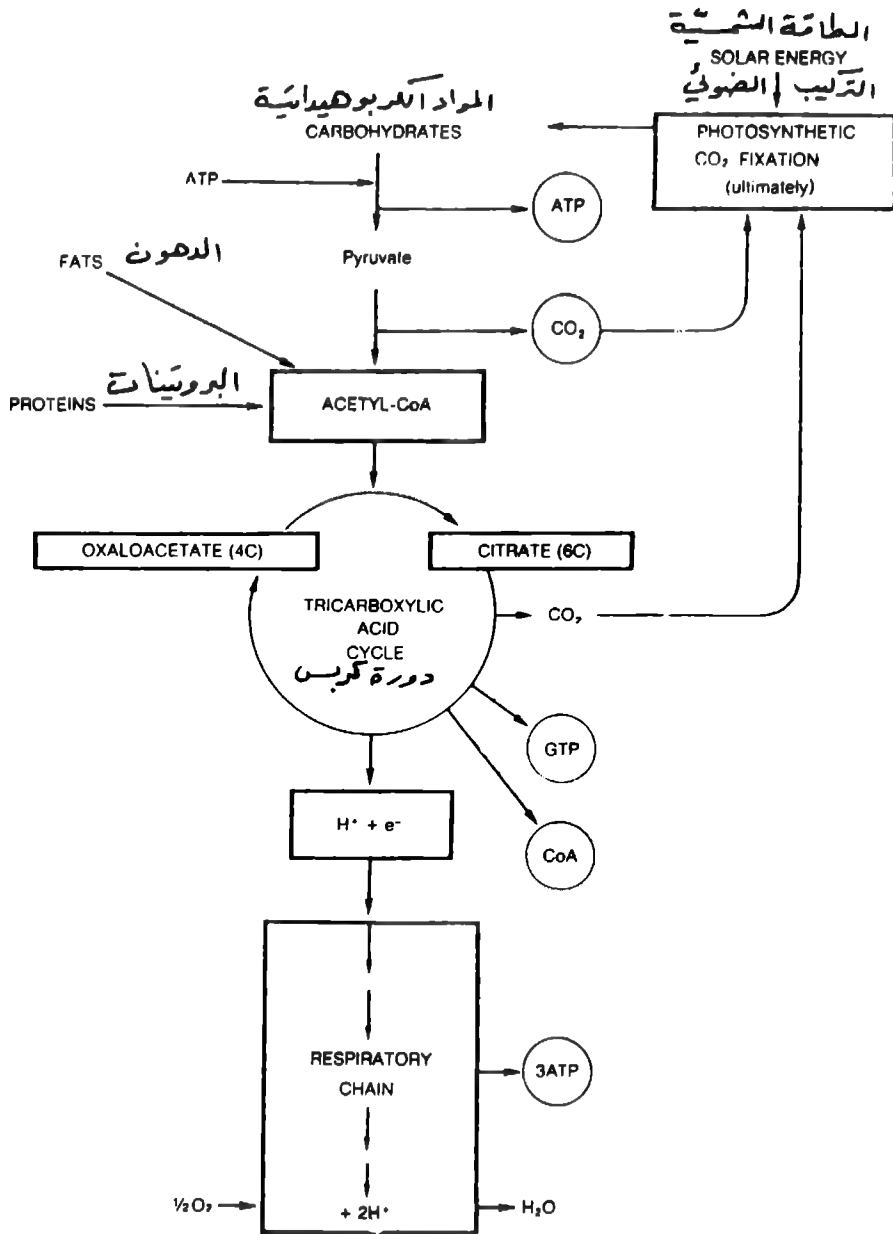 الطاقة الشمسية
SOLAR ENERGY
التركيب الضوئي
PHOTOSYNTHETIC
CO₂ FIXATION
(ultimately)
المواد الكربوهيدراتية
CARBOHYDRATES
ATP
ATP
FATS الدهون
Pyruvate
CO₂
PROTEINS البروتينات
ACETYL-CoA
OXALOACETATE (4C)
CITRATE (6C)
TRICARBOXYLIC
ACID
CYCLE
دورة كربس
CO₂
GTP
H⁺ + e⁻
CoA
RESPIRATORY
CHAIN
3ATP
½O₂
+ 2H⁺
H₂O